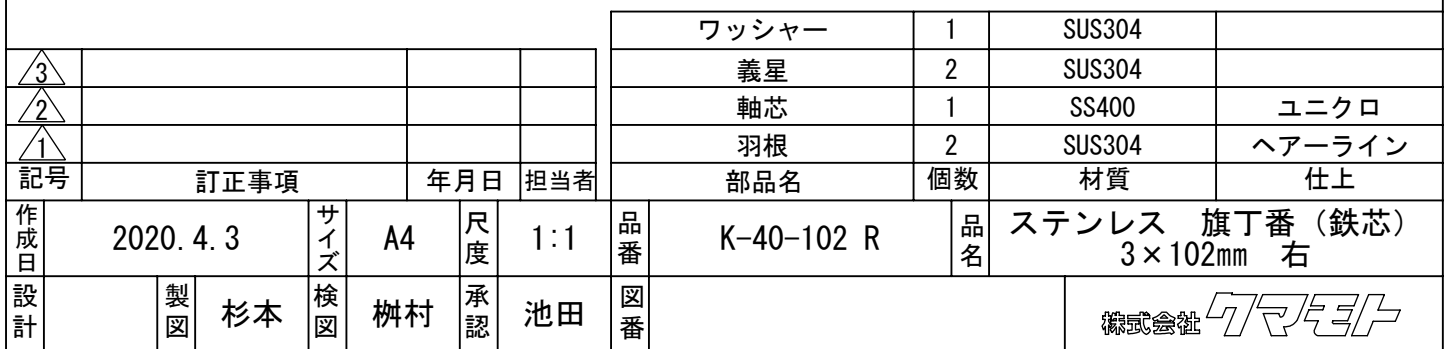 ワッシャー 1 SUS304
3 義星 2 SUS304
2 軸芯 1 SS400 ユニクロ
1 羽根 2 SUS304 ヘアーライン
記号 訂正事項 年月日 担当者 部品名 個数 材質 仕上
作成日 2020.4.3 サイズ A4 尺度 1:1 品番 K-40-102 R 品名 ステンレス 旗丁番(鉄芯)
3×102mm 右
設計 製図 杉本 検図 桝村 承認 池田 図番 株式会社クマモト